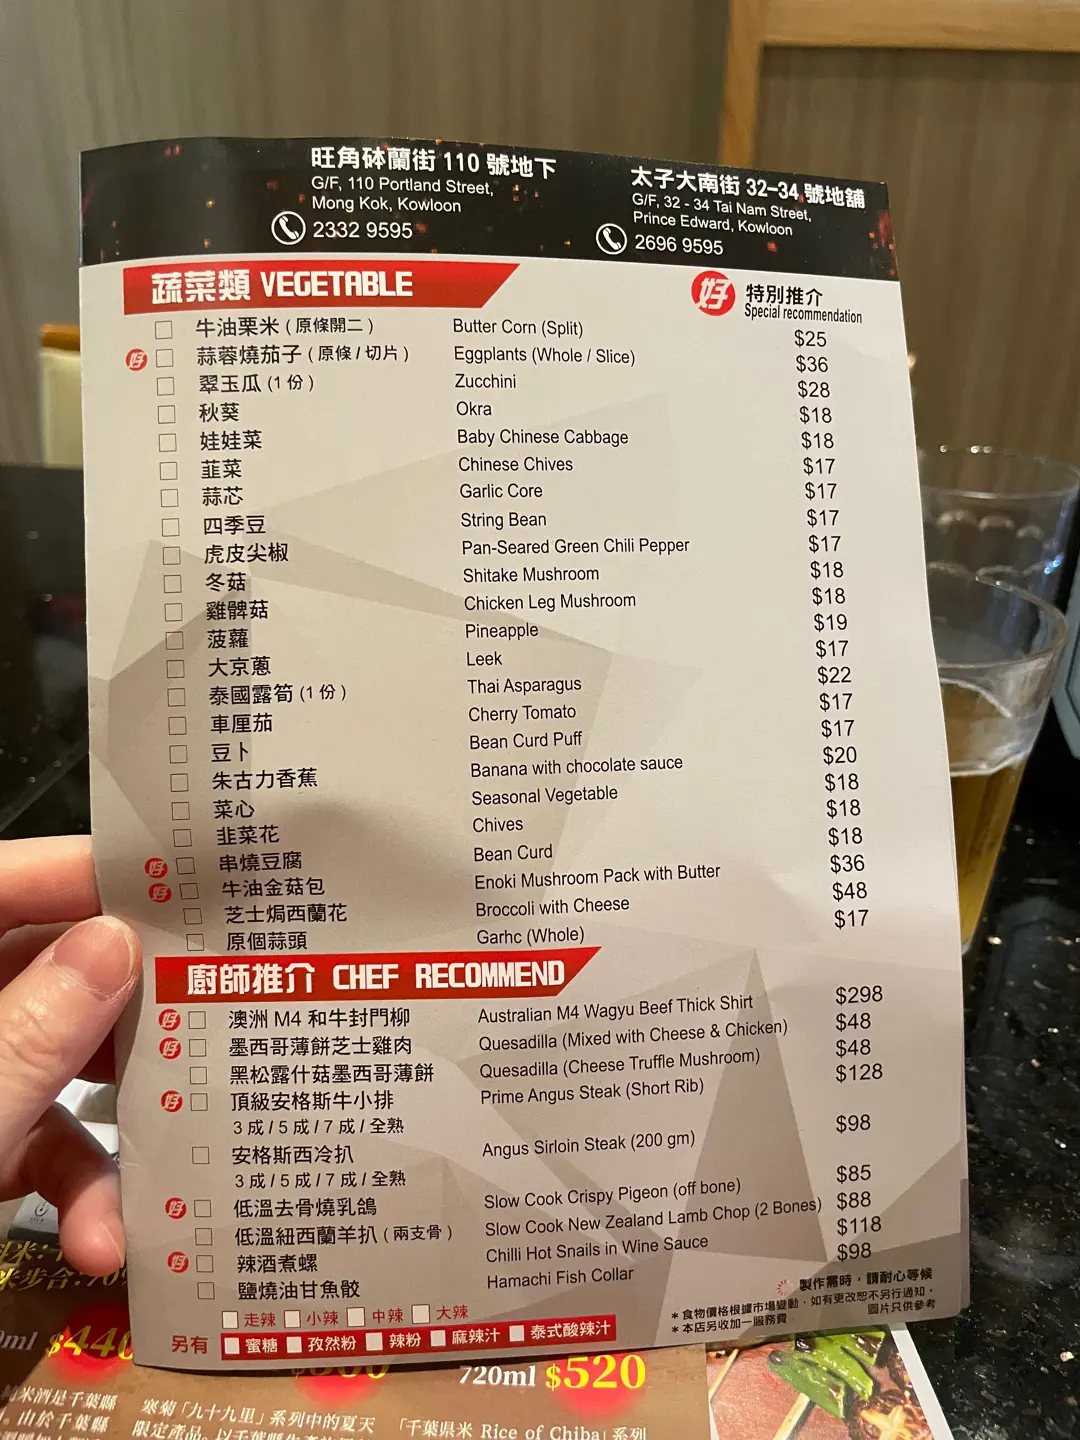 旺角砵蘭街 110 號地下
G/F, 110 Portland Street,
Mong Kok, Kowloon
2332 9595
太子大南街 32-34 號地舖
G/F, 32 - 34 Tai Nam Street,
Prince Edward, Kowloon
2696 9595
蔬菜類 VEGETABLE
好 特別推介
Special recommendation
牛油粟米 ( 原條開二 ) Butter Corn (Split) $25
好 蒜蓉燒茄子 ( 原條 / 切片 ) Eggplants (Whole / Slice) $36
翠玉瓜 (1 份 ) Zucchini $28
秋葵 Okra $18
娃娃菜 Baby Chinese Cabbage $18
韮菜 Chinese Chives $17
蒜芯 Garlic Core $17
四季豆 String Bean $17
虎皮尖椒 Pan-Seared Green Chili Pepper $17
冬菇 Shitake Mushroom $18
雞髀菇 Chicken Leg Mushroom $18
菠蘿 Pineapple $19
大京蔥 Leek $17
泰國露筍 (1 份 ) Thai Asparagus $22
車厘茄 Cherry Tomato $17
豆卜 Bean Curd Puff $17
朱古力香蕉 Banana with chocolate sauce $20
菜心 Seasonal Vegetable $18
韭菜花 Chives $18
好 串燒豆腐 Bean Curd $18
好 牛油金菇包 Enoki Mushroom Pack with Butter $36
芝士焗西蘭花 Broccoli with Cheese $48
原個蒜頭 Garhc (Whole) $17
廚師推介 CHEF RECOMMEND
好 澳洲 M4 和牛封門柳 Australian M4 Wagyu Beef Thick Shirt $298
好 墨西哥薄餅芝士雞肉 Quesadilla (Mixed with Cheese & Chicken) $48
黑松露什菇墨西哥薄餅 Quesadilla (Cheese Truffle Mushroom) $48
好 頂級安格斯牛小排 Prime Angus Steak (Short Rib) $128
3 成 / 5 成 / 7 成 / 全熟
安格斯西冷扒 Angus Sirloin Steak (200 gm) $98
3 成 / 5 成 / 7 成 / 全熟
好 低溫去骨燒乳鴿 Slow Cook Crispy Pigeon (off bone) $85
低溫紐西蘭羊扒 ( 兩支骨 ) Slow Cook New Zealand Lamb Chop (2 Bones) $88
好 辣酒煮螺 Chilli Hot Snails in Wine Sauce $118
鹽燒油甘魚骹 Hamachi Fish Collar $98
走辣 小辣 中辣 大辣
另有 蜜糖 孜然粉 辣粉 麻辣汁 泰式酸辣汁
製作需時，請耐心等候
* 食物價格根據市場變動，如有更改恕不另行通知。
* 本店另收加一服務費
圖片只供參考
$440
720ml $520
純米酒是千葉縣
由於千葉縣
寒菊「九十九里」系列中的夏天
「千葉県米 Rice of Chiba」系列